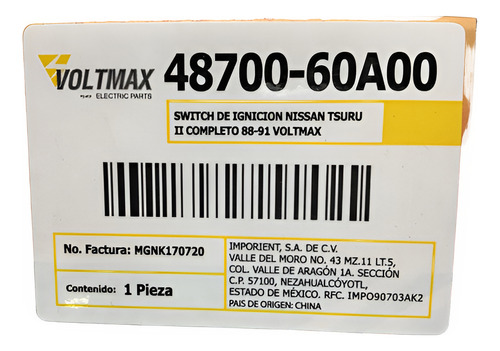 VOLTMAX
ELECTRIC PARTS
48700-60A00
SWITCH DE IGNICION NISSAN TSURU
II COMPLETO 88-91 VOLTMAX
No. Factura: MGNK170720
Contenido: 1 Pieza
IMPORIENT, S.A. DE C.V.
VALLE DEL MORO NO. 43 MZ.11 LT.5,
COL. VALLE DE ARAGÓN 1A. SECCIÓN
C.P. 57100, NEZAHUALCÓYOTL,
ESTADO DE MÉXICO. RFC. IMPO90703AK2
PAIS DE ORIGEN: CHINA